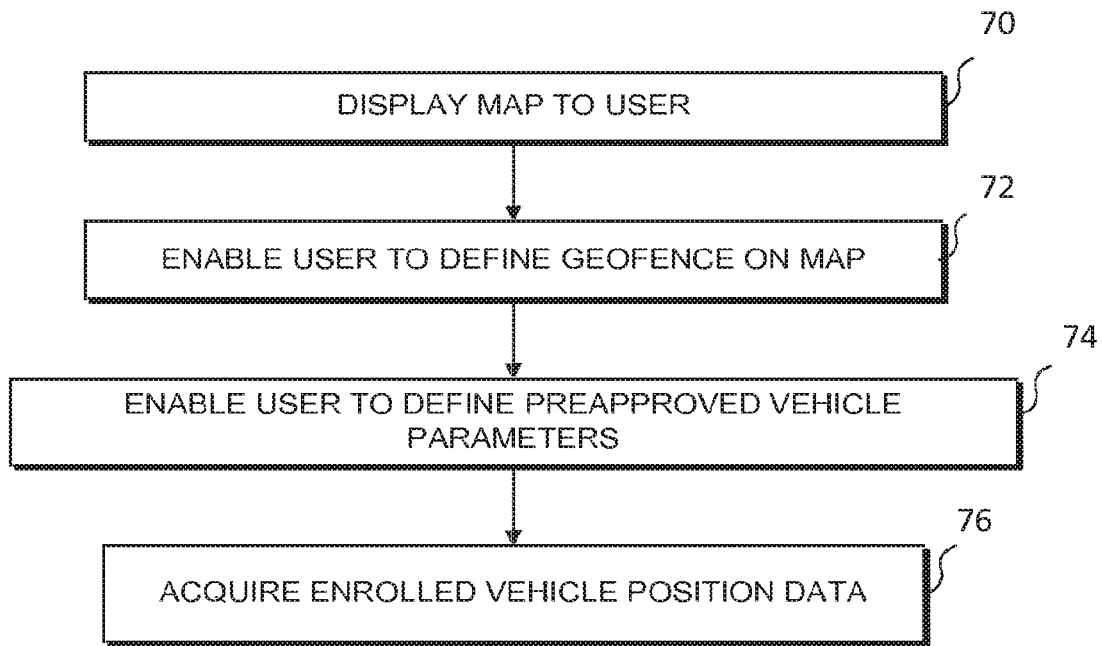 70
DISPLAY MAP TO USER
72
ENABLE USER TO DEFINE GEOFENCE ON MAP
74
ENABLE USER TO DEFINE PREAPPROVED VEHICLE
PARAMETERS
76
ACQUIRE ENROLLED VEHICLE POSITION DATA